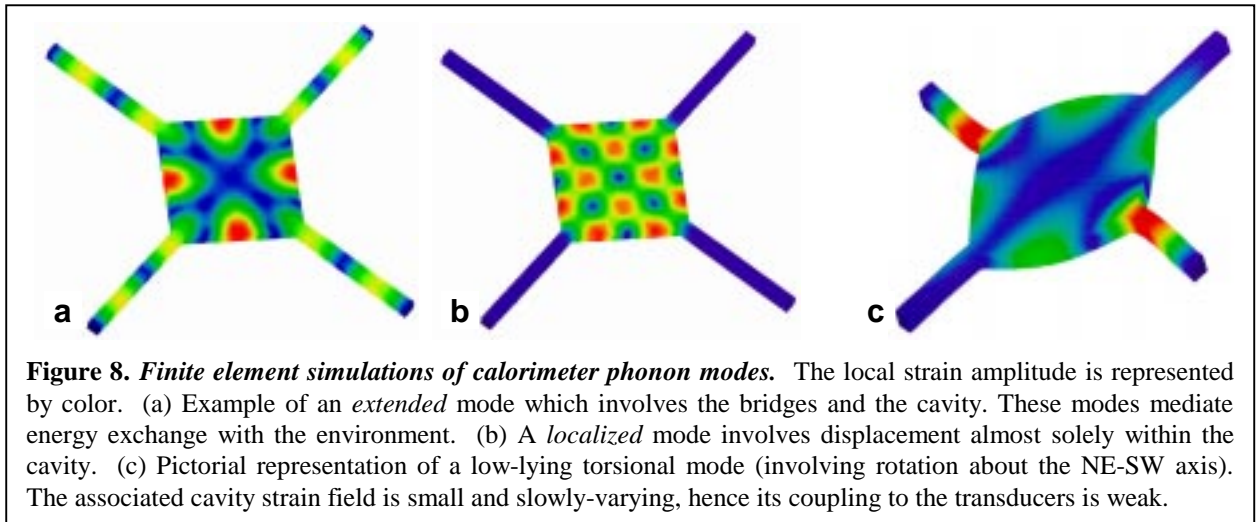 a
b
c
Figure 8. Finite element simulations of calorimeter phonon modes. The local strain amplitude is represented
by color. (a) Example of an extended mode which involves the bridges and the cavity. These modes mediate
energy exchange with the environment. (b) A localized mode involves displacement almost solely within the
cavity. (c) Pictorial representation of a low-lying torsional mode (involving rotation about the NE-SW axis).
The associated cavity strain field is small and slowly-varying, hence its coupling to the transducers is weak.